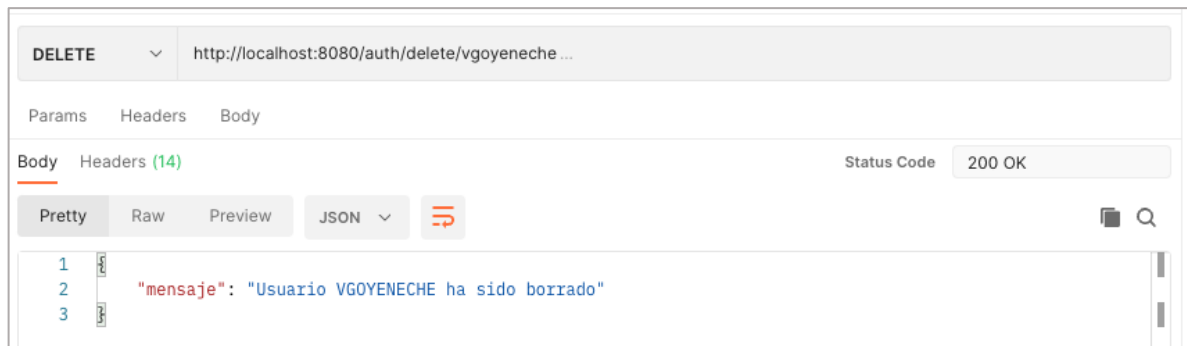 DELETE http://localhost:8080/auth/delete/vgoyeneche ...
Params Headers Body
Body Headers (14) Status Code 200 OK
Pretty Raw Preview JSON
1 {
2 "mensaje": "Usuario VGOYENECHE ha sido borrado"
3 }